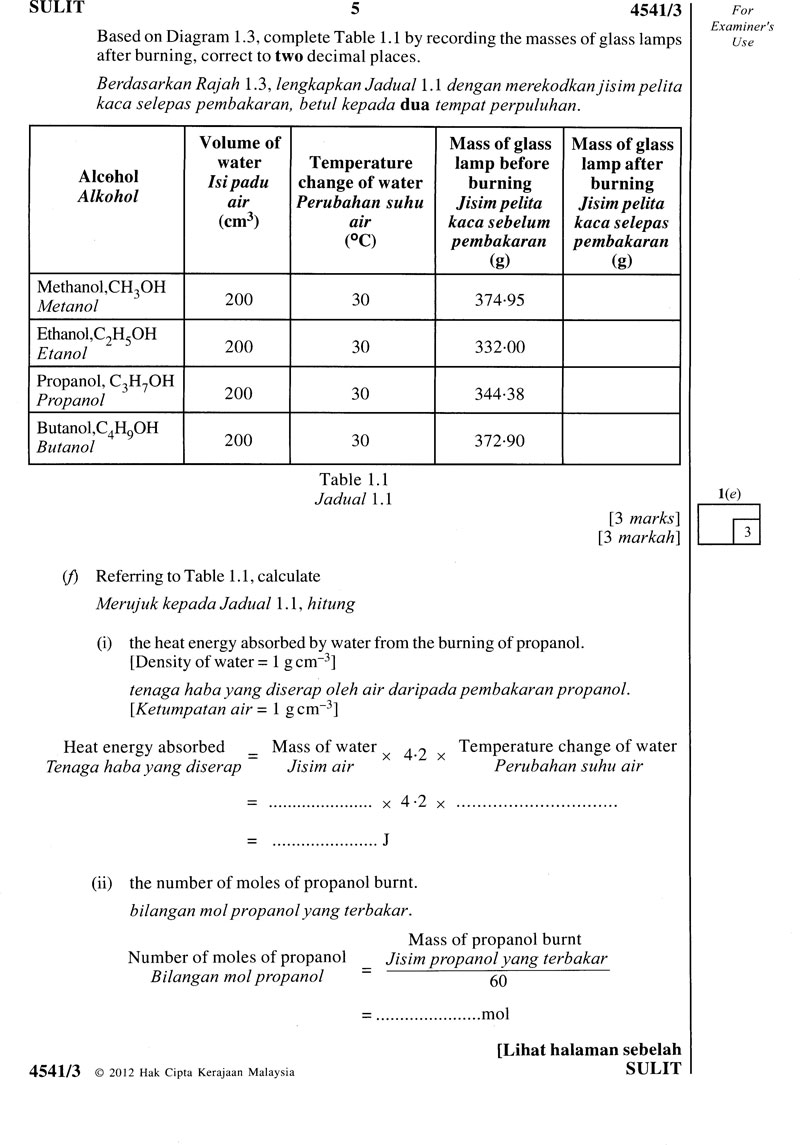 SULIT 5 4541/3
For
Examiner's
Use
Based on Diagram 1.3, complete Table 1.1 by recording the masses of glass lamps
after burning, correct to two decimal places.
Berdasarkan Rajah 1.3, lengkapkan Jadual 1.1 dengan merekodkan jisim pelita
kaca selepas pembakaran, betul kepada dua tempat perpuluhan.
Alcohol
Alkohol
Volume of
water
Isi padu
air
(cm³)
Temperature
change of water
Perubahan suhu
air
(°C)
Mass of glass
lamp before
burning
Jisim pelita
kaca sebelum
pembakaran
(g)
Mass of glass
lamp after
burning
Jisim pelita
kaca selepas
pembakaran
(g)
Methanol,CH₃OH
Metanol
200 30 374·95
Ethanol,C₂H₅OH
Etanol
200 30 332·00
Propanol, C₃H₇OH
Propanol
200 30 344·38
Butanol,C₄H₉OH
Butanol
200 30 372·90
Table 1.1
Jadual 1.1
[3 marks]
[3 markah]
1(e)
3
(f) Referring to Table 1.1, calculate
Merujuk kepada Jadual 1.1, hitung
(i) the heat energy absorbed by water from the burning of propanol.
[Density of water = 1 g cm⁻³]
tenaga haba yang diserap oleh air daripada pembakaran propanol.
[Ketumpatan air = 1 g cm⁻³]
Heat energy absorbed = Mass of water × 4·2 × Temperature change of water
Tenaga haba yang diserap Jisim air Perubahan suhu air
= ...................... × 4·2 × ...............................
= ...................... J
(ii) the number of moles of propanol burnt.
bilangan mol propanol yang terbakar.
Mass of propanol burnt
Number of moles of propanol = Jisim propanol yang terbakar
Bilangan mol propanol 60
= ......................mol
[Lihat halaman sebelah
4541/3 © 2012 Hak Cipta Kerajaan Malaysia SULIT